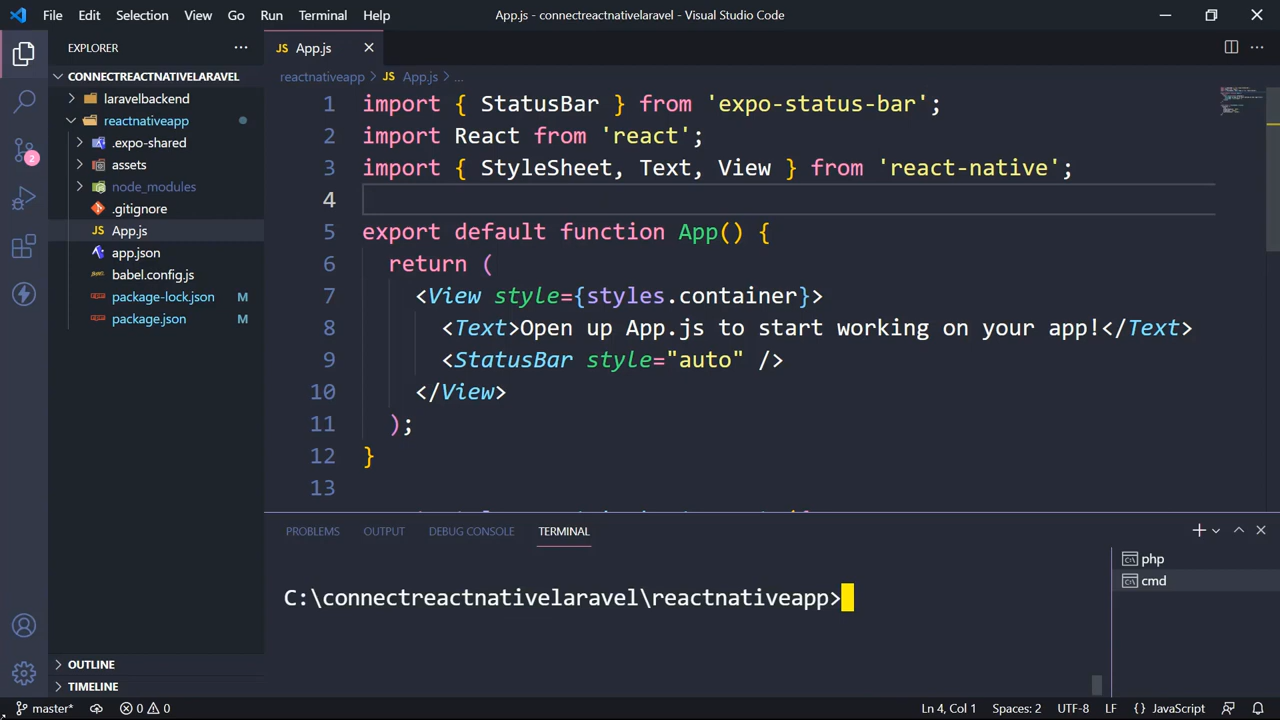 File Edit Selection View Go Run Terminal Help
App.js - connectreactnativelaravel - Visual Studio Code
EXPLORER
CONNECTREACTNATIVELARAVEL
laravelbackend
reactnativeapp
.expo-shared
assets
node_modules
.gitignore
JS App.js
app.json
babel.config.js
package-lock.json M
package.json M
OUTLINE
TIMELINE
2
JS App.js
reactnativeapp > JS App.js > ...
1 import { StatusBar } from 'expo-status-bar';
2 import React from 'react';
3 import { StyleSheet, Text, View } from 'react-native';
4
5 export default function App() {
6 return (
7 <View style={styles.container}>
8 <Text>Open up App.js to start working on your app!</Text>
9 <StatusBar style="auto" />
10 </View>
11 );
12 }
13
PROBLEMS OUTPUT DEBUG CONSOLE TERMINAL
C:\connectreactnativelaravel\reactnativeapp>
php
cmd
master* 0 0
Ln 4, Col 1 Spaces: 2 UTF-8 LF {} JavaScript